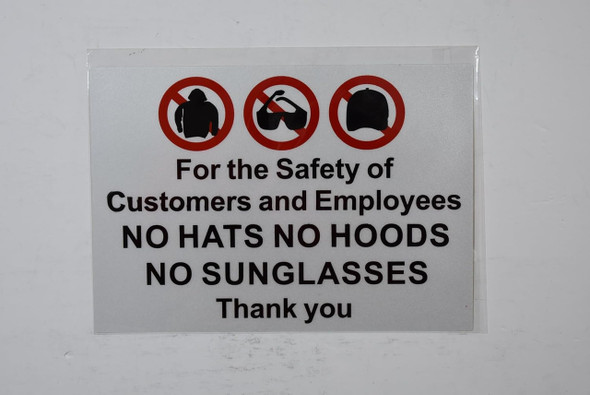 For the Safety of
Customers and Employees
NO HATS NO HOODS
NO SUNGLASSES
Thank you